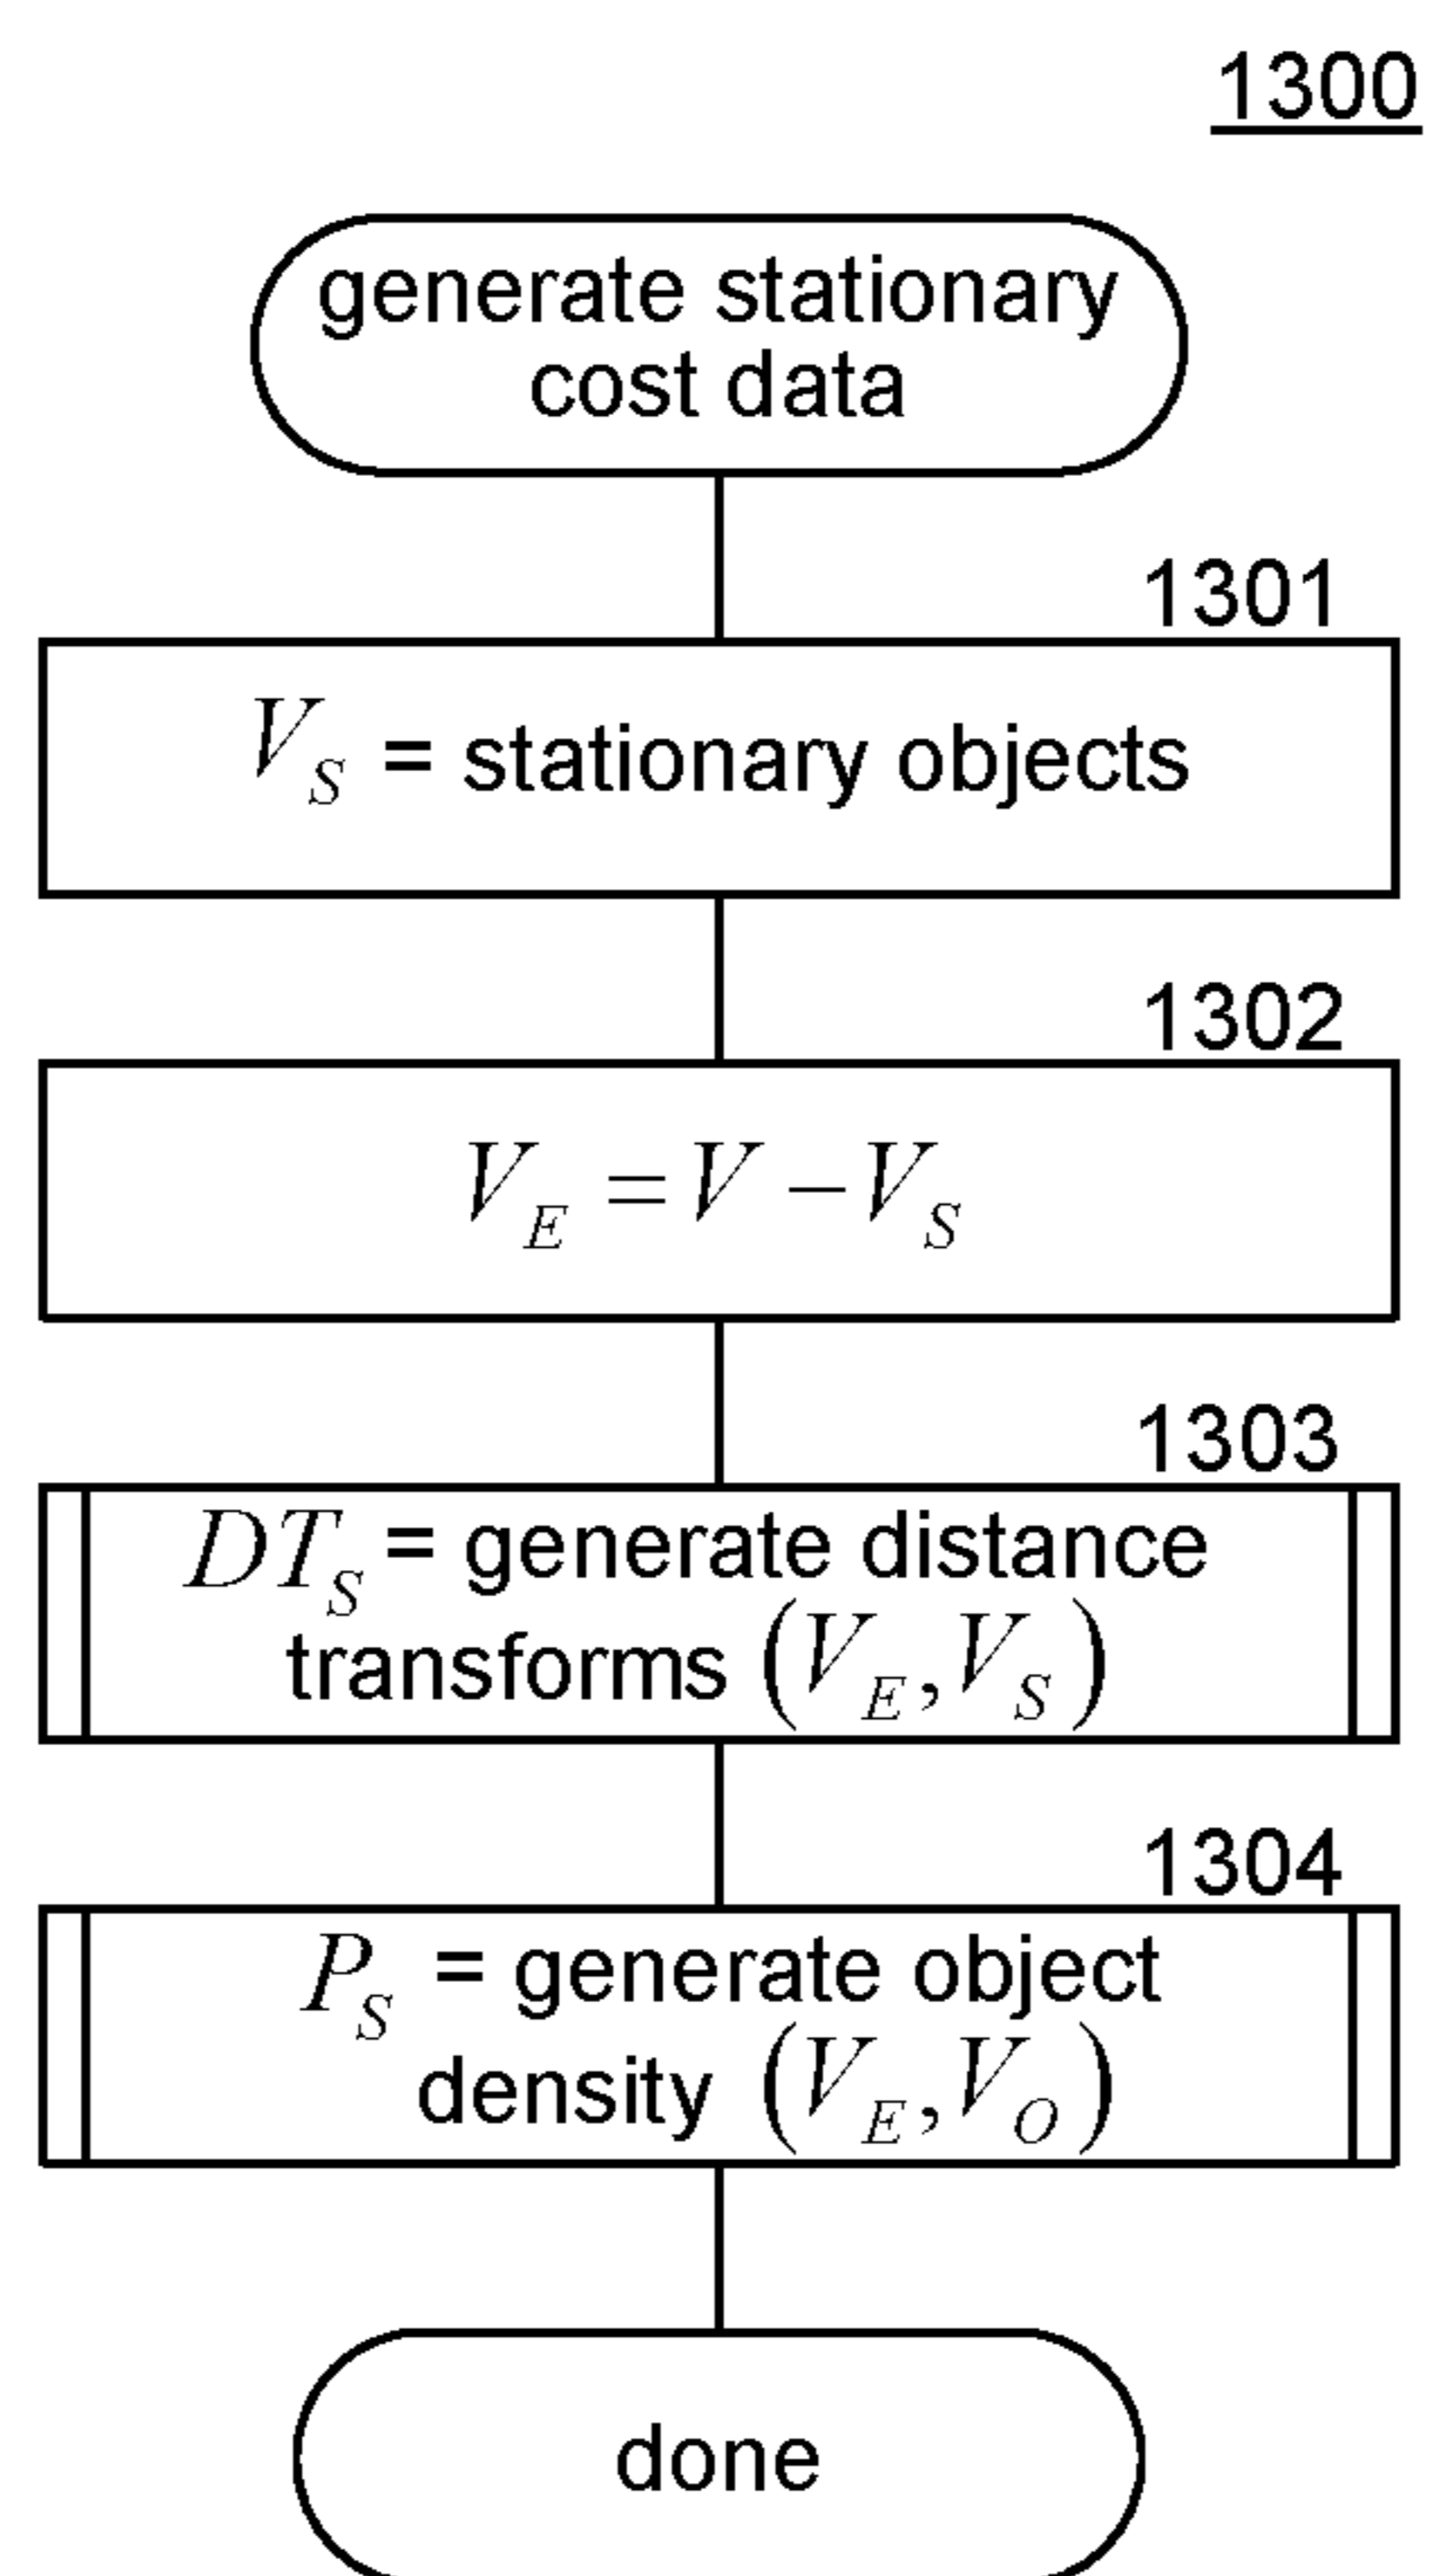 1300
generate stationary
cost data
1301
V_S = stationary objects
1302
V_E = V – V_S
1303
DT_S = generate distance
transforms (V_E, V_S)
1304
P_S = generate object
density (V_E, V_O)
done